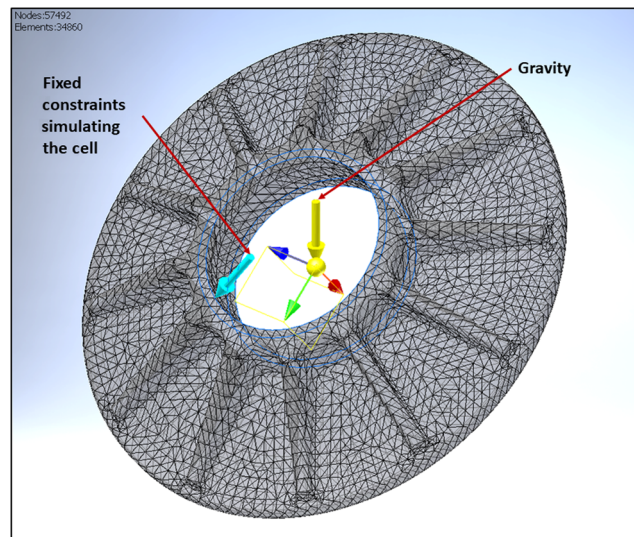 Nodes:57492
Elements:34860
Gravity
Fixed
constraints
simulating
the cell